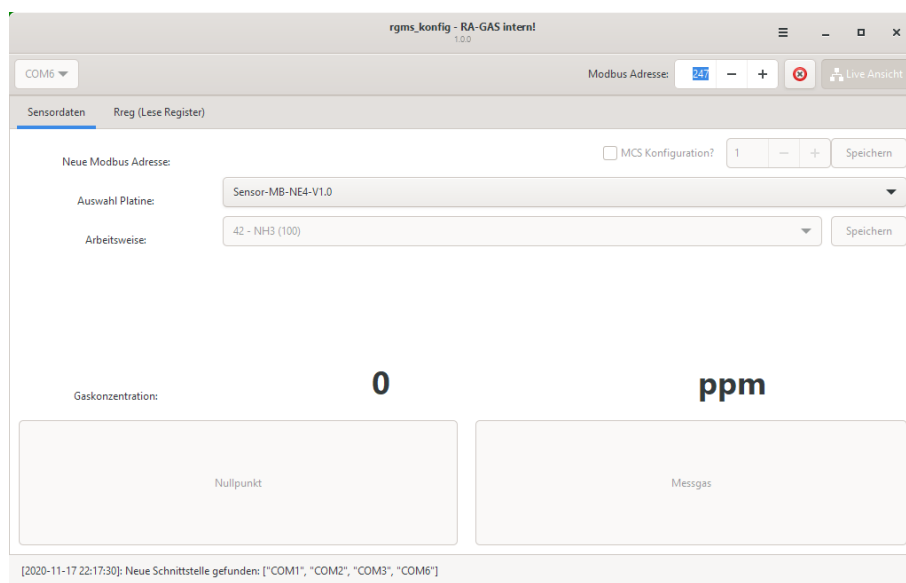 rgms_konfig - RA-GAS intern!
1.0.0
COM6
Modbus Adresse: 247 − +
Live Ansicht
Sensordaten Rreg (Lese Register)
Neue Modbus Adresse: MCS Konfiguration? 1 − + Speichern
Auswahl Platine: Sensor-MB-NE4-V1.0
Arbeitsweise: 42 - NH3 (100) Speichern
Gaskonzentration: 0 ppm
Nullpunkt Messgas
[2020-11-17 22:17:30]: Neue Schnittstelle gefunden: ["COM1", "COM2", "COM3", "COM6"]